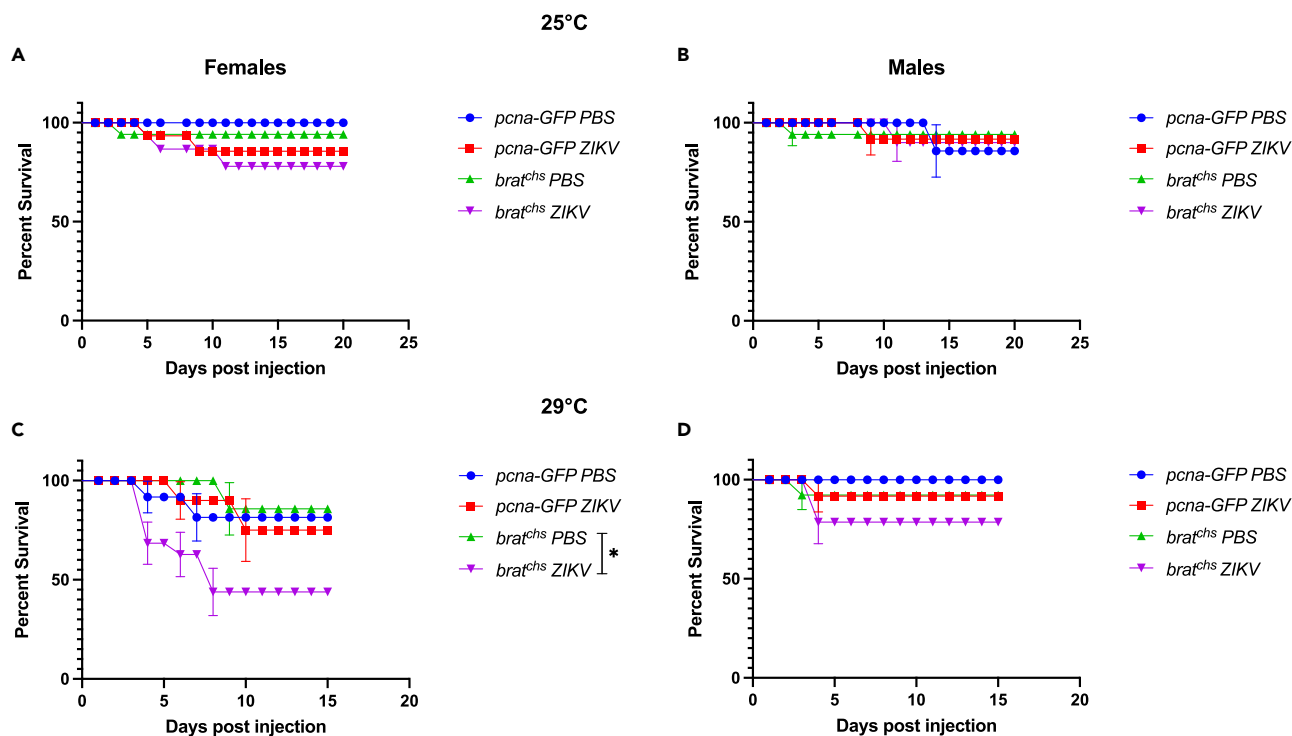 25°C
A
Females
Percent Survival
100
50
0
0 5 10 15 20 25
Days post injection
pcna-GFP PBS
pcna-GFP ZIKV
brat^chs PBS
brat^chs ZIKV
B
Males
Percent Survival
100
50
0
0 5 10 15 20 25
Days post injection
pcna-GFP PBS
pcna-GFP ZIKV
brat^chs PBS
brat^chs ZIKV
29°C
C
Percent Survival
100
50
0
0 5 10 15 20
Days post injection
pcna-GFP PBS
pcna-GFP ZIKV
brat^chs PBS
brat^chs ZIKV
*
D
Percent Survival
100
50
0
0 5 10 15 20
Days post injection
pcna-GFP PBS
pcna-GFP ZIKV
brat^chs PBS
brat^chs ZIKV